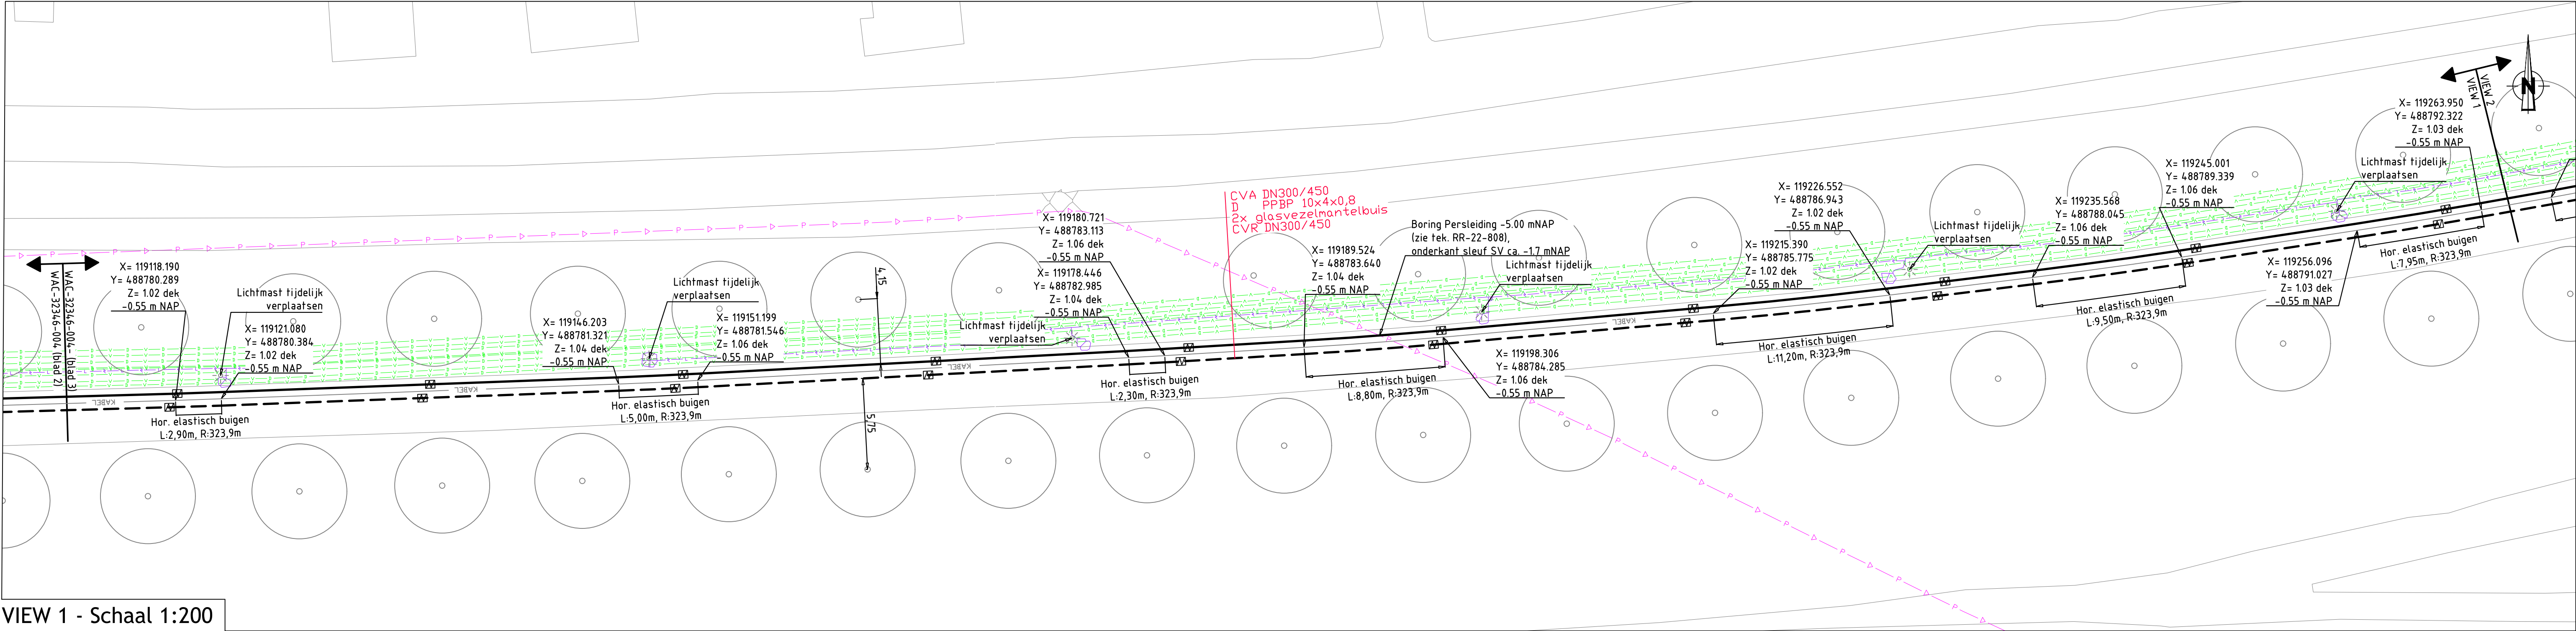 WAC-32346-004 (blad 2)
WAC-32346-004- (blad 3)
X= 119118.190
Y= 488780.289
Z= 1.02 dek
-0.55 m NAP
Lichtmast tijdelijk
verplaatsen
X= 119121.080
Y= 488780.384
Z= 1.02 dek
-0.55 m NAP
KABEL
Hor. elastisch buigen
L:2,90m, R:323,9m
KABEL
X= 119146.203
Y= 488781.321
Z= 1.04 dek
-0.55 m NAP
Lichtmast tijdelijk
verplaatsen
X= 119151.199
Y= 488781.546
Z= 1.06 dek
-0.55 m NAP
Hor. elastisch buigen
L:5,00m, R:323,9m
4.15
5.75
KABEL
X= 119180.721
Y= 488783.113
Z= 1.06 dek
-0.55 m NAP
X= 119178.446
Y= 488782.985
Z= 1.04 dek
-0.55 m NAP
Lichtmast tijdelijk
verplaatsen
Hor. elastisch buigen
L:2,30m, R:323,9m
CVA DN300/450
D PPBP 10x4x0,8
2x glasvezelmantelbuis
CVR DN300/450
X= 119189.524
Y= 488783.640
Z= 1.04 dek
-0.55 m NAP
Boring Persleiding -5.00 mNAP
(zie tek. RR-22-808),
onderkant sleuf SV ca. -1.7 mNAP
Lichtmast tijdelijk
verplaatsen
Hor. elastisch buigen
L:8,80m, R:323,9m
X= 119198.306
Y= 488784.285
Z= 1.06 dek
-0.55 m NAP
KABEL
X= 119226.552
Y= 488786.943
Z= 1.02 dek
-0.55 m NAP
X= 119215.390
Y= 488785.775
Z= 1.02 dek
-0.55 m NAP
Hor. elastisch buigen
L:11,20m, R:323,9m
Lichtmast tijdelijk
verplaatsen
X= 119235.568
Y= 488788.045
Z= 1.06 dek
-0.55 m NAP
X= 119245.001
Y= 488789.339
Z= 1.06 dek
-0.55 m NAP
Hor. elastisch buigen
L:9,50m, R:323,9m
X= 119256.096
Y= 488791.027
Z= 1.03 dek
-0.55 m NAP
Lichtmast tijdelijk
verplaatsen
X= 119263.950
Y= 488792.322
Z= 1.03 dek
-0.55 m NAP
Hor. elastisch buigen
L:7,95m, R:323,9m
VIEW 1
VIEW 2
N
VIEW 1 - Schaal 1:200